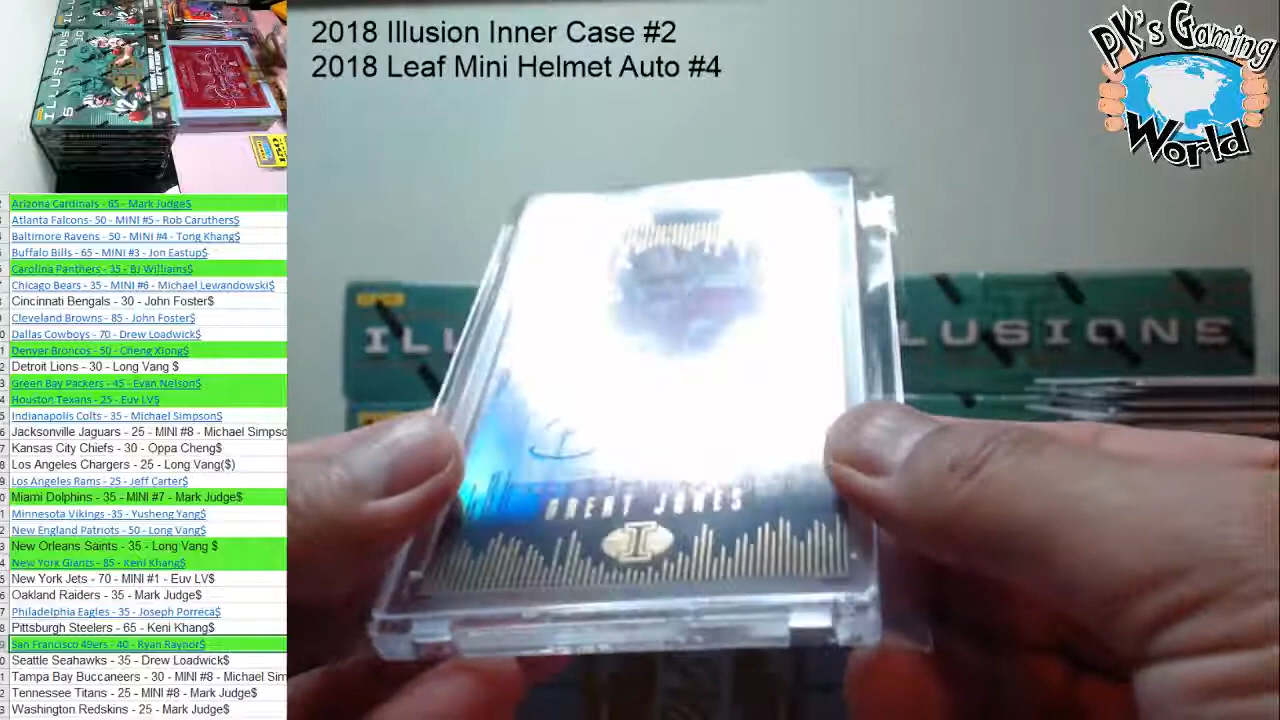 2018 Illusion Inner Case #2
2018 Leaf Mini Helmet Auto #4
PK's Gaming
World
ILLUSIONS
Arizona Cardinals - 65 - Mark Judge$
Atlanta Falcons- 50 - MINI #5 - Rob Caruthers$
Baltimore Ravens - 50 - MINI #4 - Tong Khang$
Buffalo Bills - 65 - MINI #3 - Jon Eastup$
Carolina Panthers - 35 - BJ Williams$
Chicago Bears - 35 - MINI #6 - Michael Lewandowski$
Cincinnati Bengals - 30 - John Foster$
Cleveland Browns - 85 - John Foster$
Dallas Cowboys - 70 - Drew Loadwick$
Denver Broncos - 50 - Cheng Xiong$
Detroit Lions - 30 - Long Vang $
Green Bay Packers - 45 - Evan Nelson$
Houston Texans - 25 - Euv LV$
Indianapolis Colts - 35 - Michael Simpson$
Jacksonville Jaguars - 25 - MINI #8 - Michael Simpso
Kansas City Chiefs - 30 - Oppa Cheng$
Los Angeles Chargers - 25 - Long Vang($)
Los Angeles Rams - 25 - Jeff Carter$
Miami Dolphins - 35 - MINI #7 - Mark Judge$
Minnesota Vikings -35 - Yusheng Yang$
New England Patriots - 50 - Long Vang$
New Orleans Saints - 35 - Long Vang $
New York Giants - 85 - Keni Khang$
New York Jets - 70 - MINI #1 - Euv LV$
Oakland Raiders - 35 - Mark Judge$
Philadelphia Eagles - 35 - Joseph Porreca$
Pittsburgh Steelers - 65 - Keni Khang$
San Francisco 49ers - 40 - Ryan Raynor$
Seattle Seahawks - 35 - Drew Loadwick$
Tampa Bay Buccaneers - 30 - MINI #8 - Michael Sim
Tennessee Titans - 25 - MINI #8 - Mark Judge$
Washington Redskins - 25 - Mark Judge$
ILL
LUSIONS
BRENT JONES
I